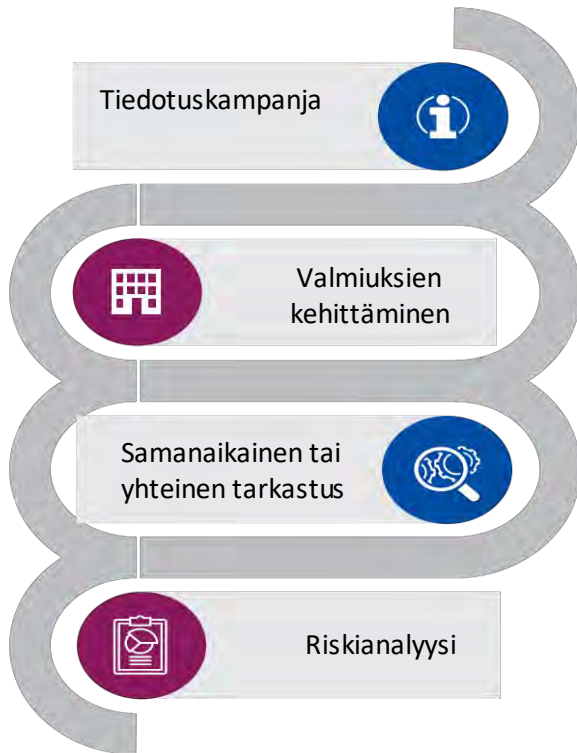 Tiedotuskampanja
Valmiuksien
kehittäminen
Samanaikainen tai
yhteinen tarkastus
Riskianalyysi